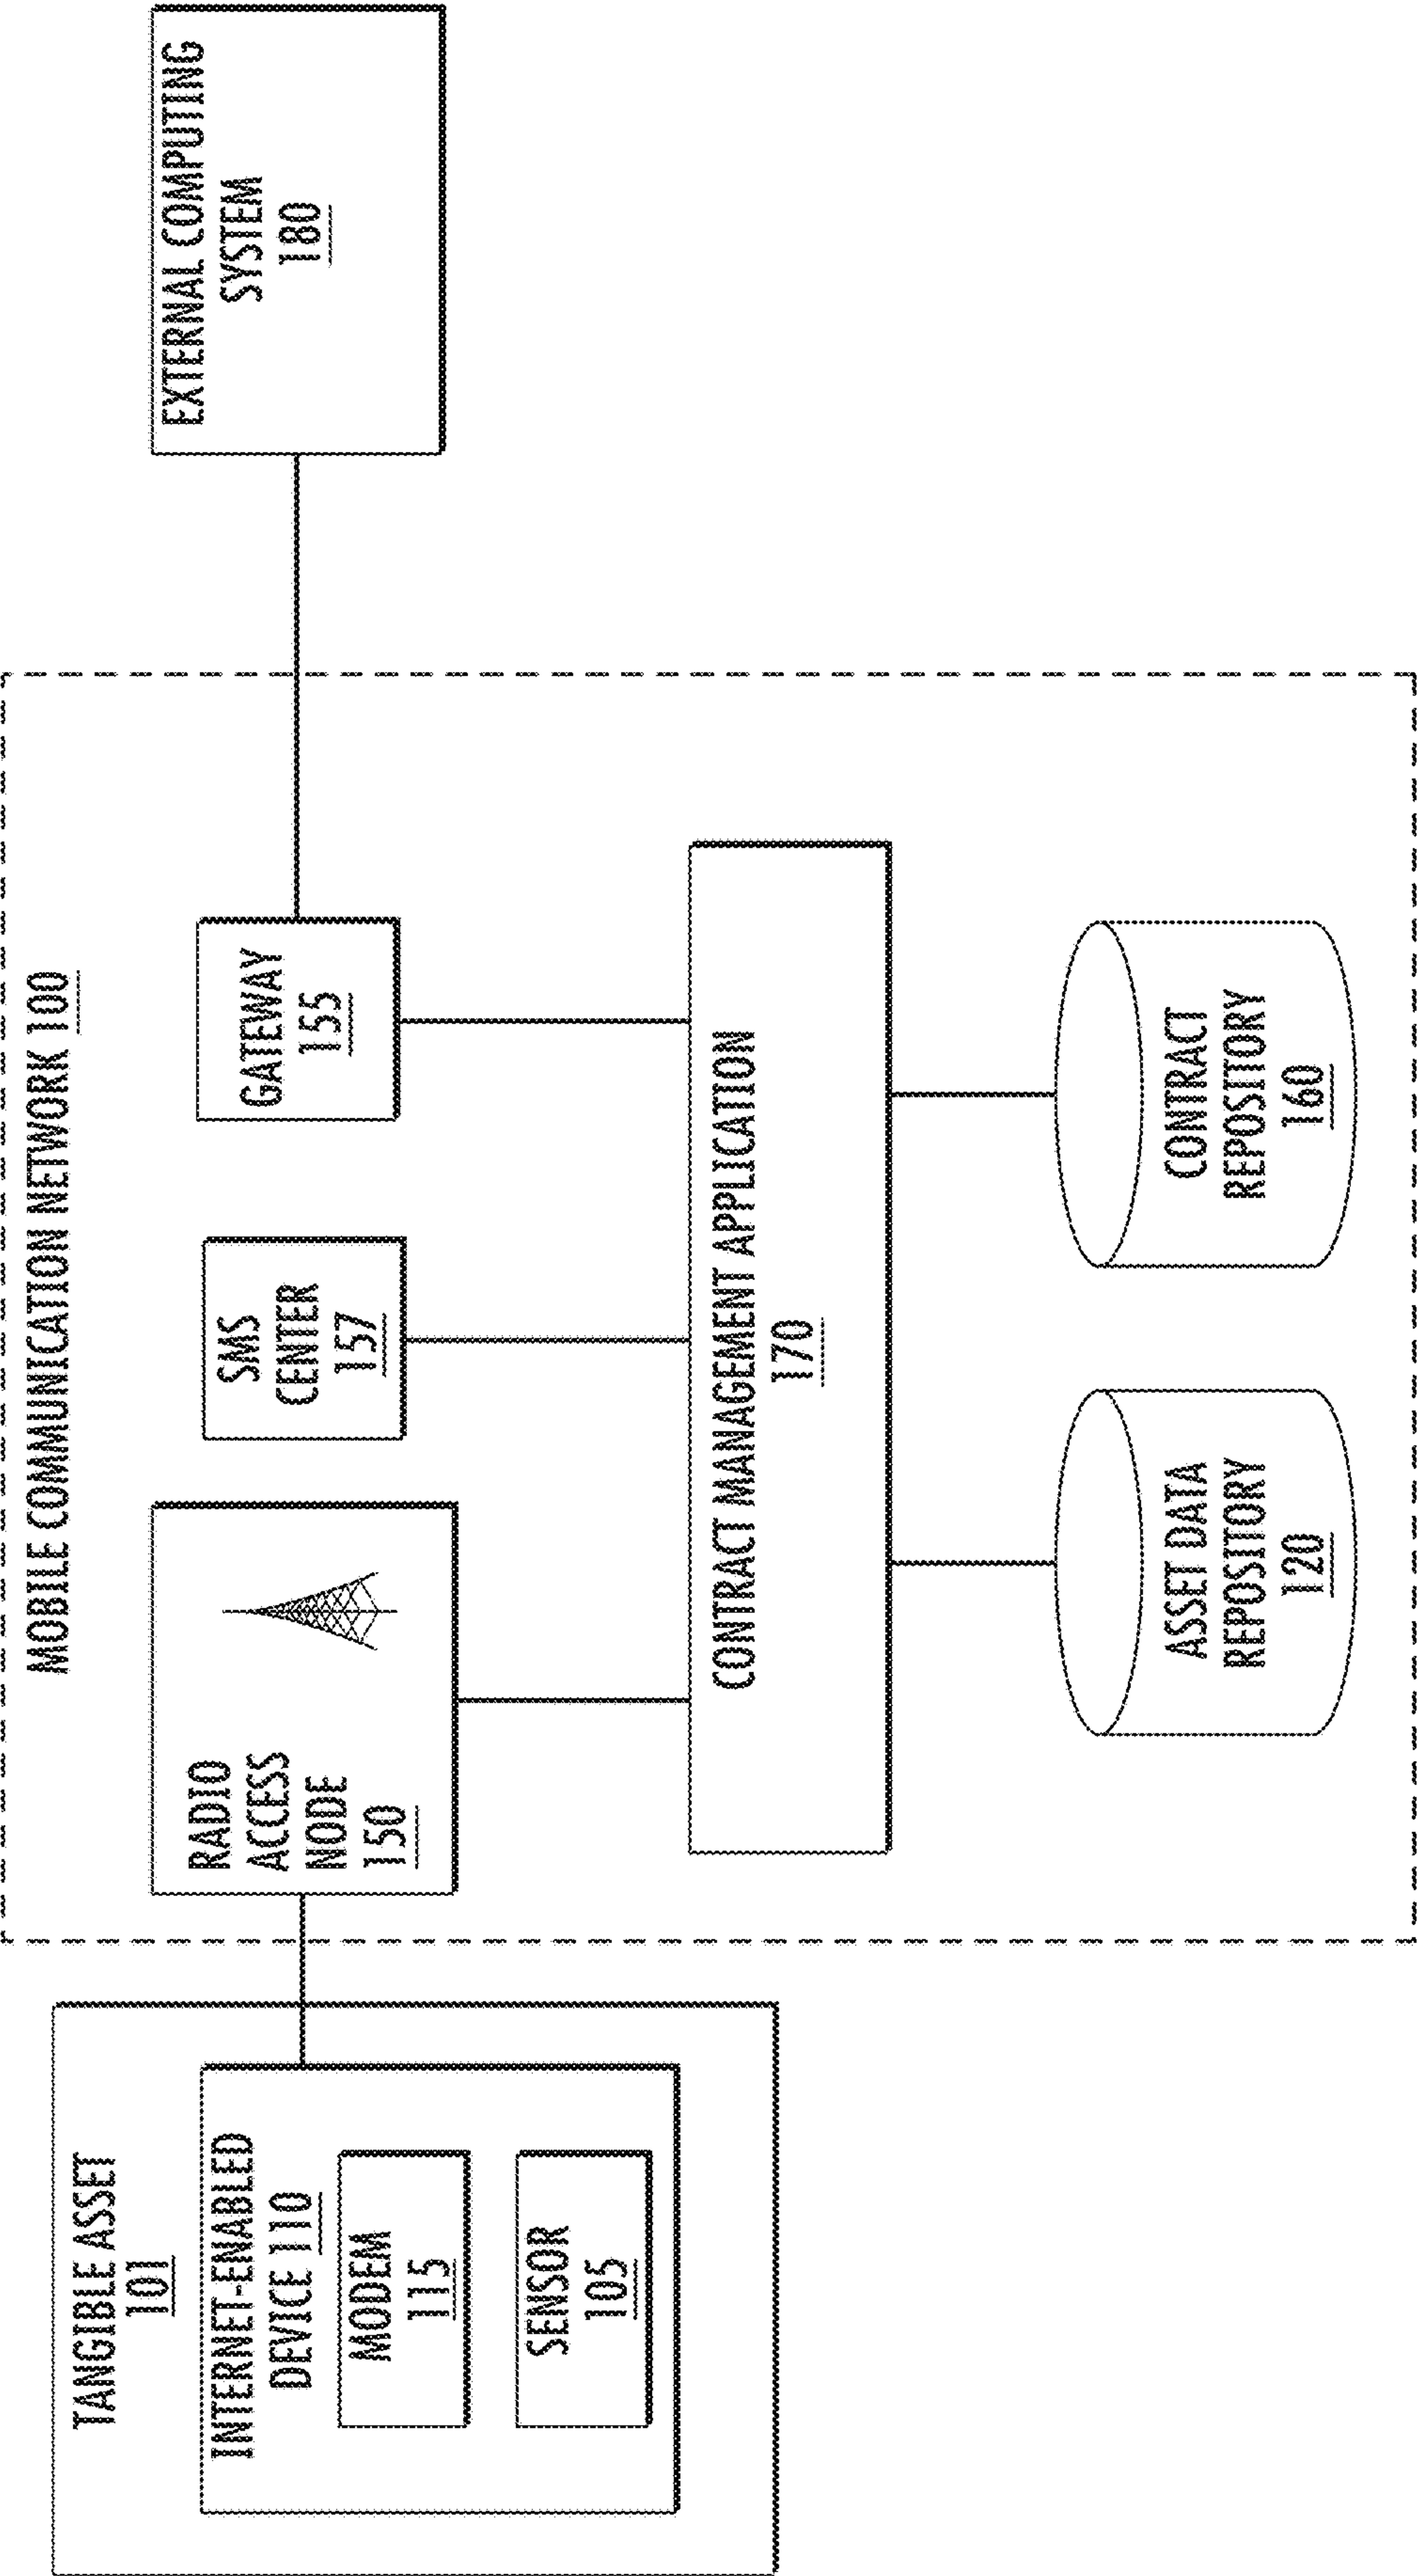 MOBILE COMMUNICATION NETWORK 100
TANGIBLE ASSET
101
INTERNET-ENABLED
DEVICE 110
MODEM
115
SENSOR
105
RADIO
ACCESS
NODE
150
SMS
CENTER
157
GATEWAY
155
EXTERNAL COMPUTING
SYSTEM
180
CONTRACT MANAGEMENT APPLICATION
170
ASSET DATA
REPOSITORY
120
CONTRACT
REPOSITORY
160